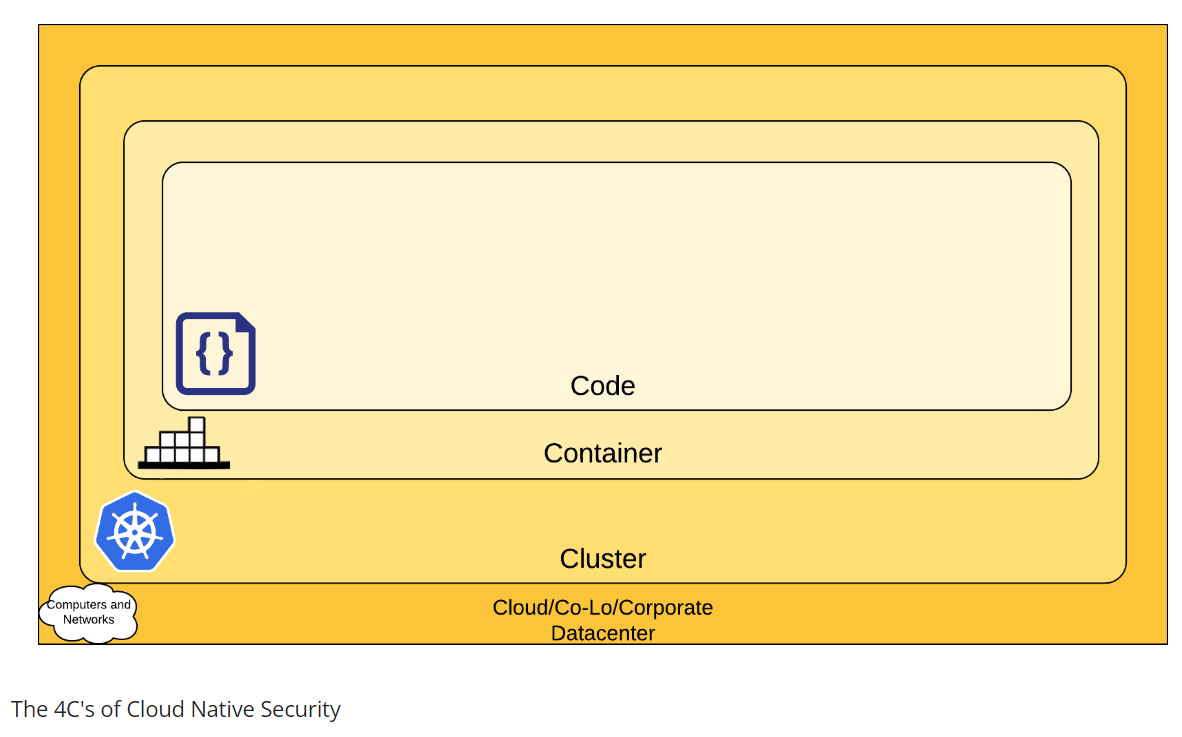 {}
Code
Container
Cluster
Computers and
Networks
Cloud/Co-Lo/Corporate
Datacenter
The 4C's of Cloud Native Security